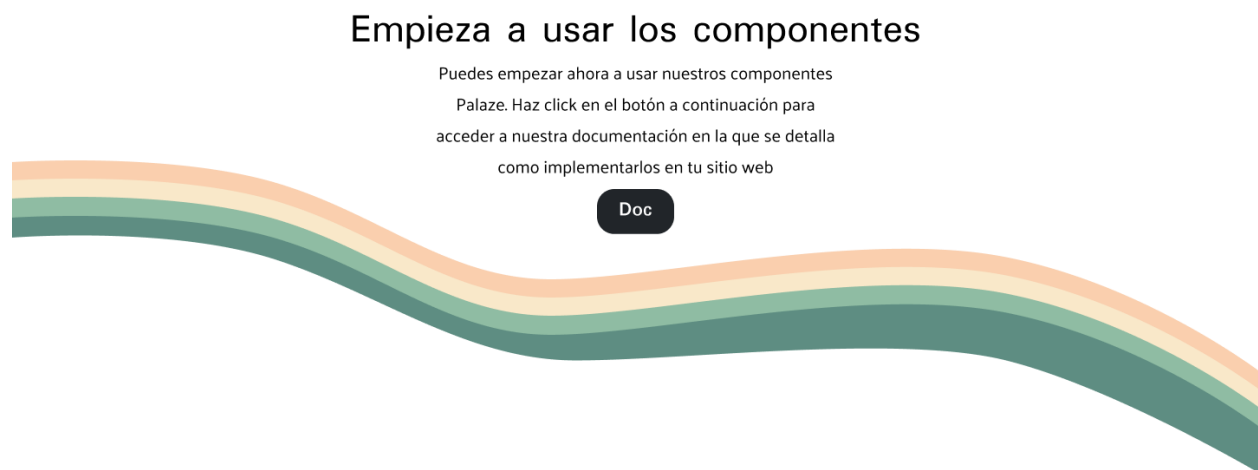 Empieza a usar los componentes
Puedes empezar ahora a usar nuestros componentes
Palaze. Haz click en el botón a continuación para
acceder a nuestra documentación en la que se detalla
como implementarlos en tu sitio web
Doc